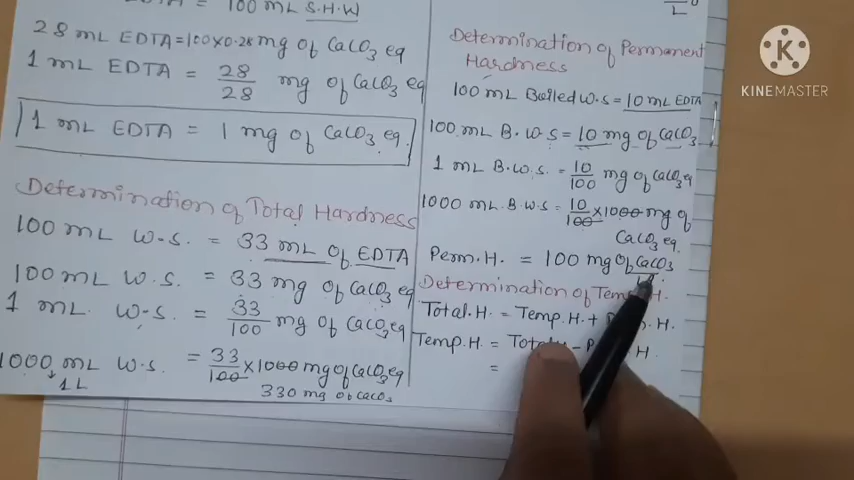 = 100 mL S.H.W
28 mL EDTA = 100×0.28 mg of CaCO3 eq
1 mL EDTA = 28/28 mg of CaCO3 eq
1 mL EDTA = 1 mg of CaCO3 eq.
Determination of Total Hardness
100 mL W.S. = 33 mL of EDTA
100 mL W.S. = 33 mg of CaCO3 eq
1 mL W.S. = 33/100 mg of CaCO3 eq
1000 mL W.S. = 33/100 × 1000 mg of CaCO3 eq
1L
330 mg of CaCO3
L
Determination of Permanent
Hardness
100 mL Boiled W.S = 10 mL EDTA
100 mL B.W.S = 10 mg of CaCO3
1 mL B.W.S. = 10/100 mg of CaCO3 eq
1000 mL B.W.S = 10/100 × 1000 mg of
CaCO3 eq.
Perm.H. = 100 mg of CaCO3
Determination of Temp H.
Total.H. = Temp.H. + H.
Temp.H. = Total - H.
=
KINEMASTER